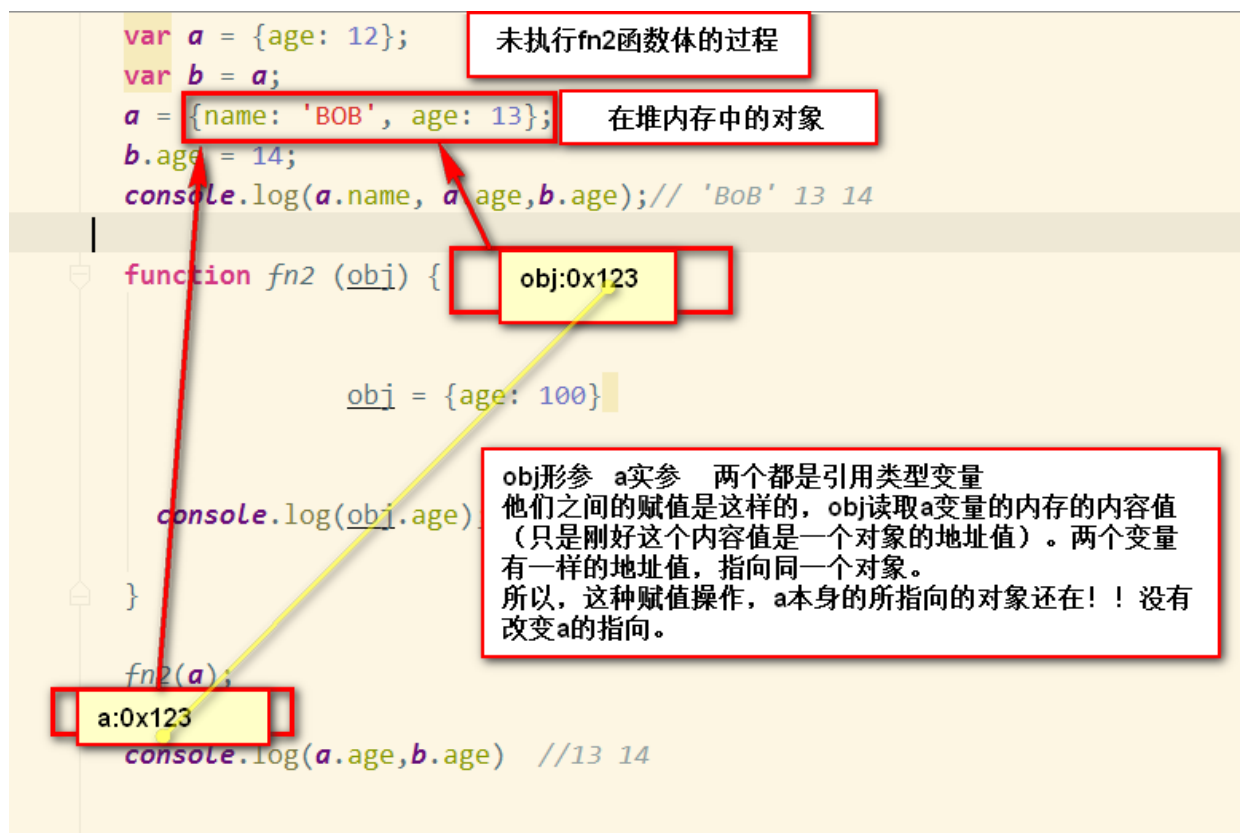 var a = {age: 12};
未执行fn2函数体的过程
var b = a;
a = {name: 'BOB', age: 13};
在堆内存中的对象
b.age = 14;
console.log(a.name, a.age,b.age);// 'BoB' 13 14
function fn2 (obj) {
obj:0x123
obj = {age: 100}
obj形参 a实参 两个都是引用类型变量
他们之间的赋值是这样的，obj读取a变量的内存的内容值
（只是刚好这个内容值是一个对象的地址值）。两个变量
有一样的地址值，指向同一个对象。
所以，这种赋值操作，a本身的所指向的对象还在！！没有
改变a的指向。
console.log(obj.age)
}
fn2(a);
a:0x123
console.log(a.age,b.age) //13 14